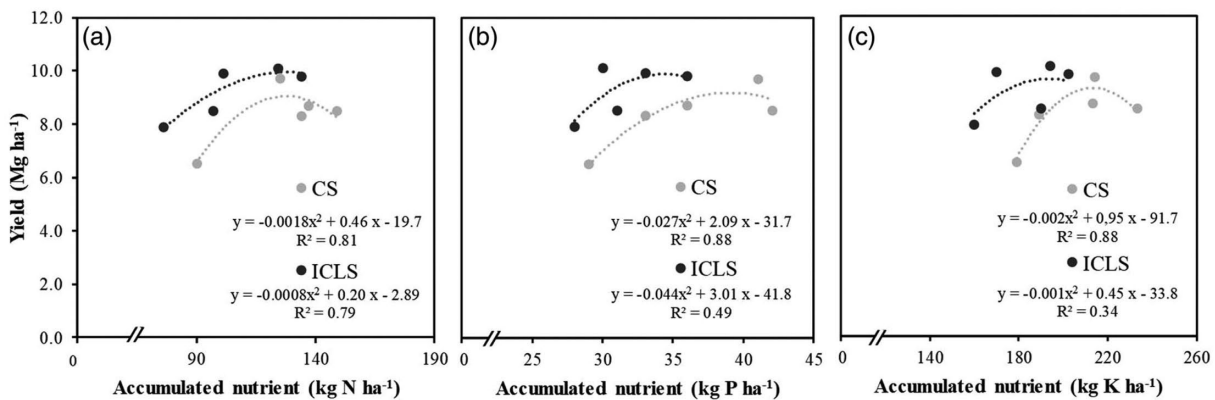 (a)
12.0
10.0
8.0
6.0
4.0
2.0
0.0
Yield (Mg ha⁻¹)
CS
y = -0.0018x² + 0.46 x - 19.7
R² = 0.81
ICLS
y = -0.0008x² + 0.20 x - 2.89
R² = 0.79
0 90 140 190
Accumulated nutrient (kg N ha⁻¹)
(b)
CS
y = -0.027x² + 2.09 x - 31.7
R² = 0.88
ICLS
y = -0.044x² + 3.01 x - 41.8
R² = 0.49
0 25 30 35 40 45
Accumulated nutrient (kg P ha⁻¹)
(c)
CS
y = -0.002x² + 0.95 x - 91.7
R² = 0.88
ICLS
y = -0.001x² + 0.45 x - 33.8
R² = 0.34
0 140 180 220 260
Accumulated nutrient (kg K ha⁻¹)